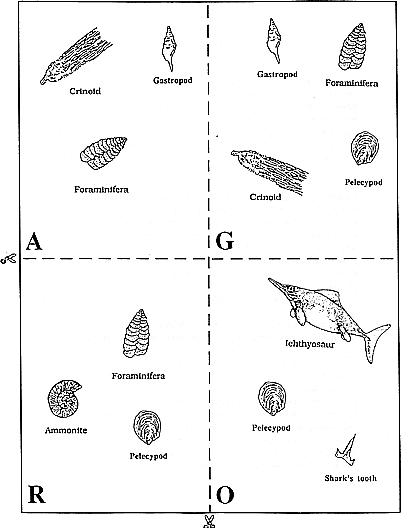 Crinoid
Gastropod
Foraminifera
A
Gastropod
Foraminifera
Crinoid
Pelecypod
G
Foraminifera
Ammonite
Pelecypod
R
Ichthyosaur
Pelecypod
Shark's tooth
O